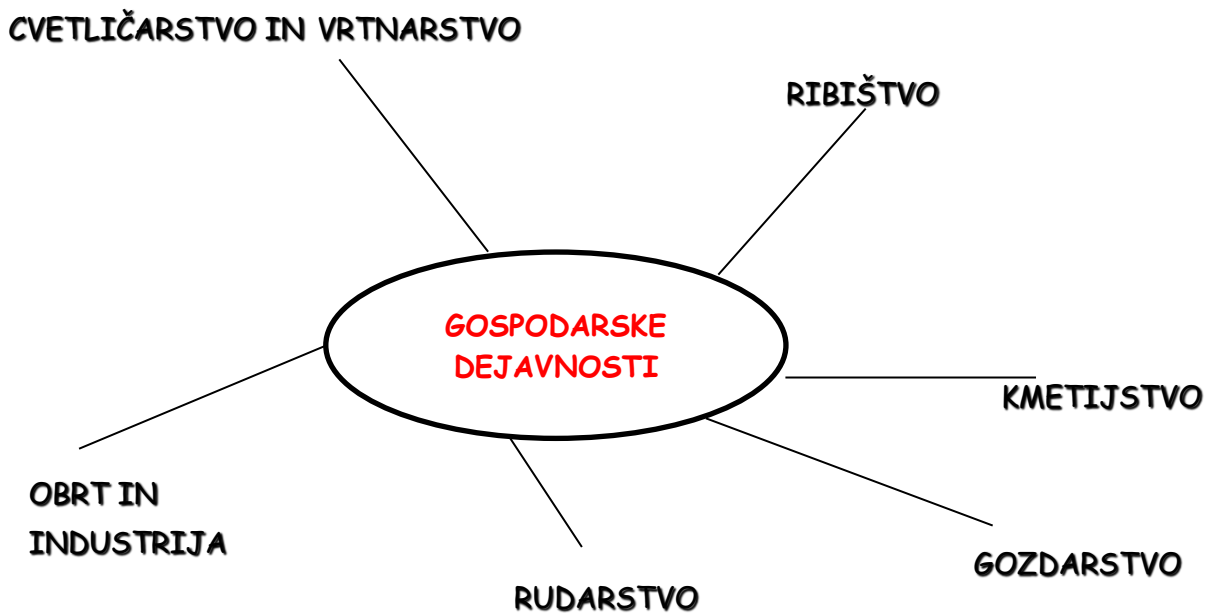 CVETLIČARSTVO IN VRTNARSTVO
RIBIŠTVO
GOSPODARSKE
DEJAVNOSTI
KMETIJSTVO
OBRT IN
INDUSTRIJA
GOZDARSTVO
RUDARSTVO